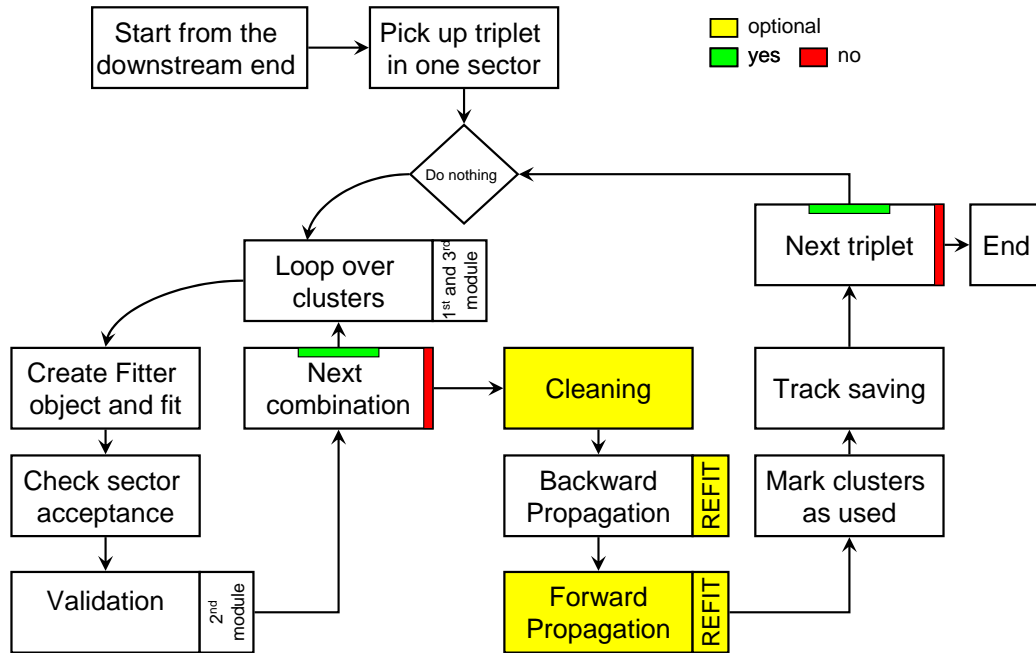 Start from the
downstream end
Pick up triplet
in one sector
optional
yes
no
Do nothing
Loop over
clusters
1st and 3rd
module
Next triplet
End
Create Fitter
object and fit
Next
combination
Cleaning
Track saving
Check sector
acceptance
Backward
Propagation
REFIT
Mark clusters
as used
Validation
2nd
module
Forward
Propagation
REFIT